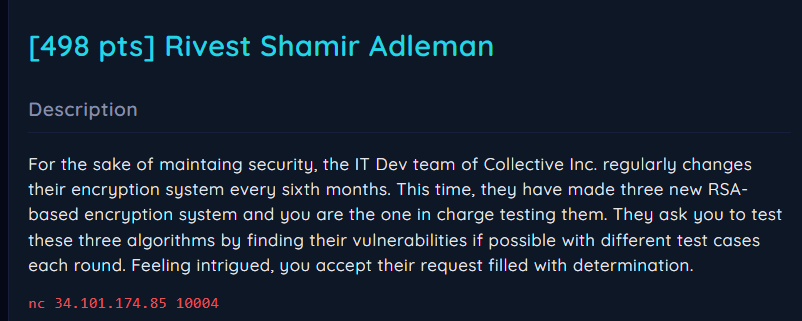 [498 pts] Rivest Shamir Adleman
Description
For the sake of maintaing security, the IT Dev team of Collective Inc. regularly changes
their encryption system every sixth months. This time, they have made three new RSA-
based encryption system and you are the one in charge testing them. They ask you to test
these three algorithms by finding their vulnerabilities if possible with different test cases
each round. Feeling intrigued, you accept their request filled with determination.
nc 34.101.174.85 10004